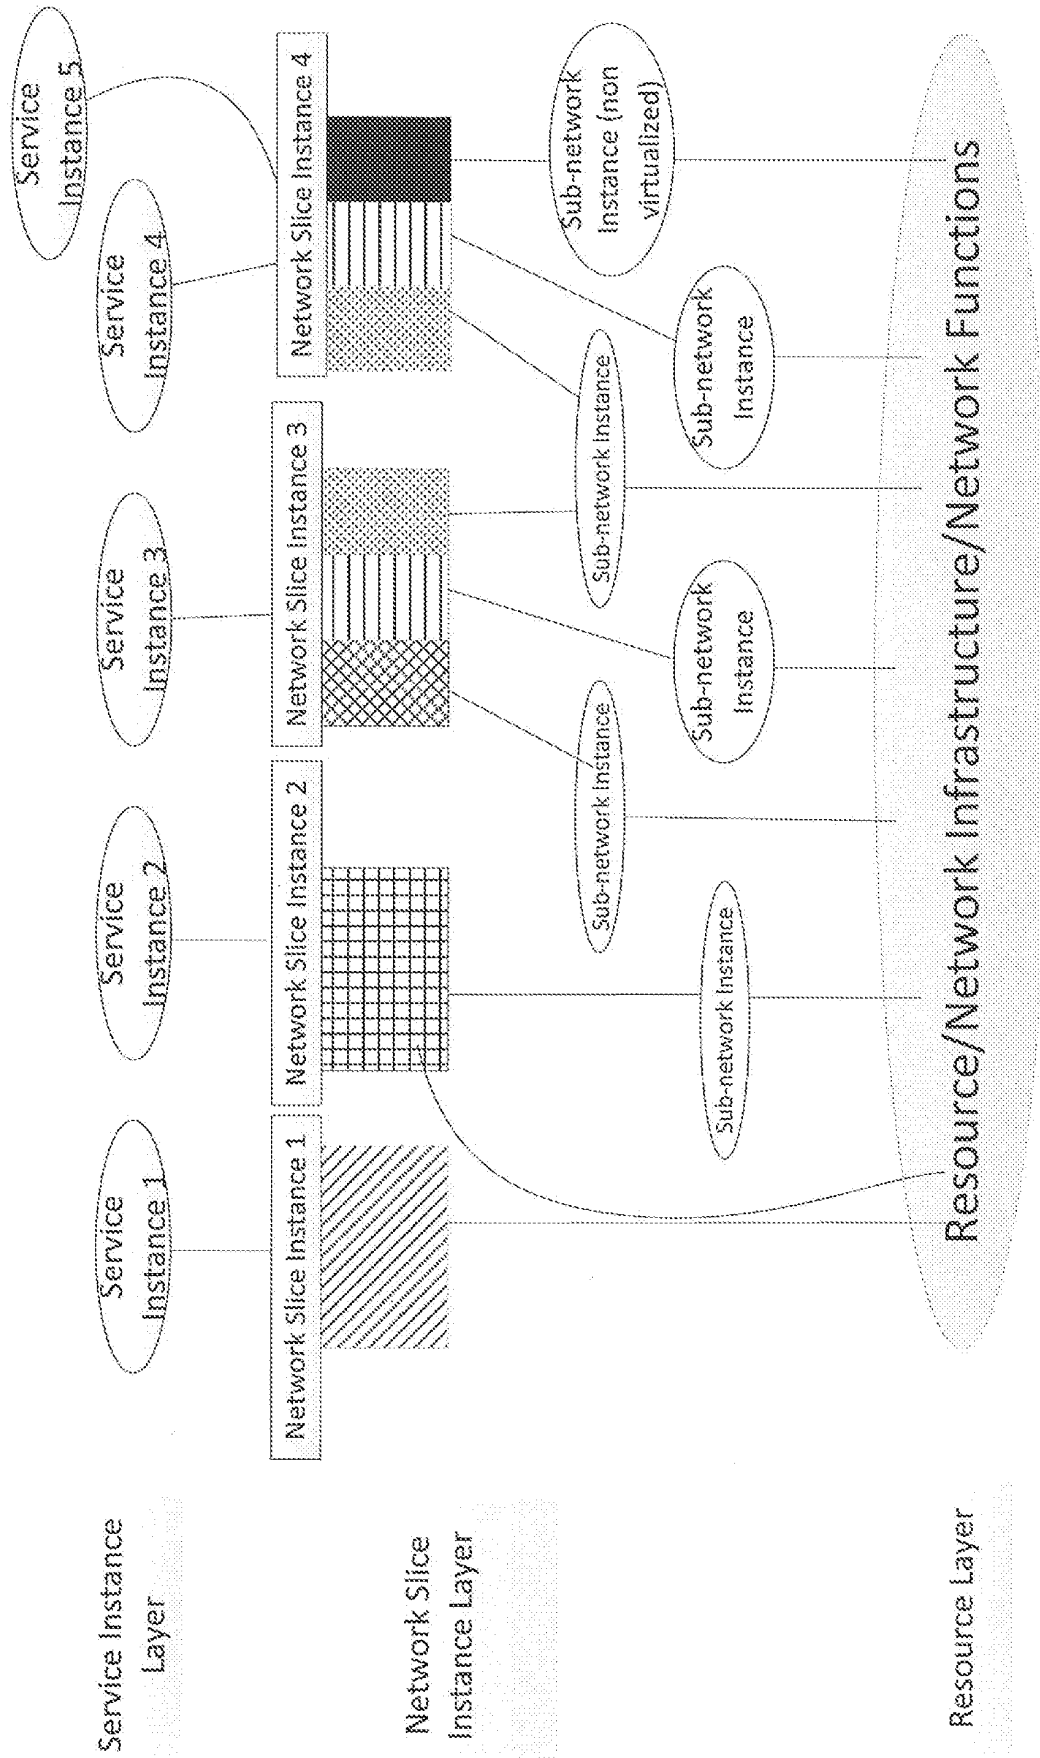 Service Instance
Layer
Network Slice
Instance Layer
Resource Layer
Service
Instance 1
Service
Instance 2
Service
Instance 3
Service
Instance 4
Service
Instance 5
Network Slice Instance 1
Network Slice Instance 2
Network Slice Instance 3
Network Slice Instance 4
Sub-network Instance
Sub-network Instance
Sub-network
Instance
Sub-network Instance
Sub-network
Instance
Sub-network
Instance (non
virtualized)
Resource/Network Infrastructure/Network Functions